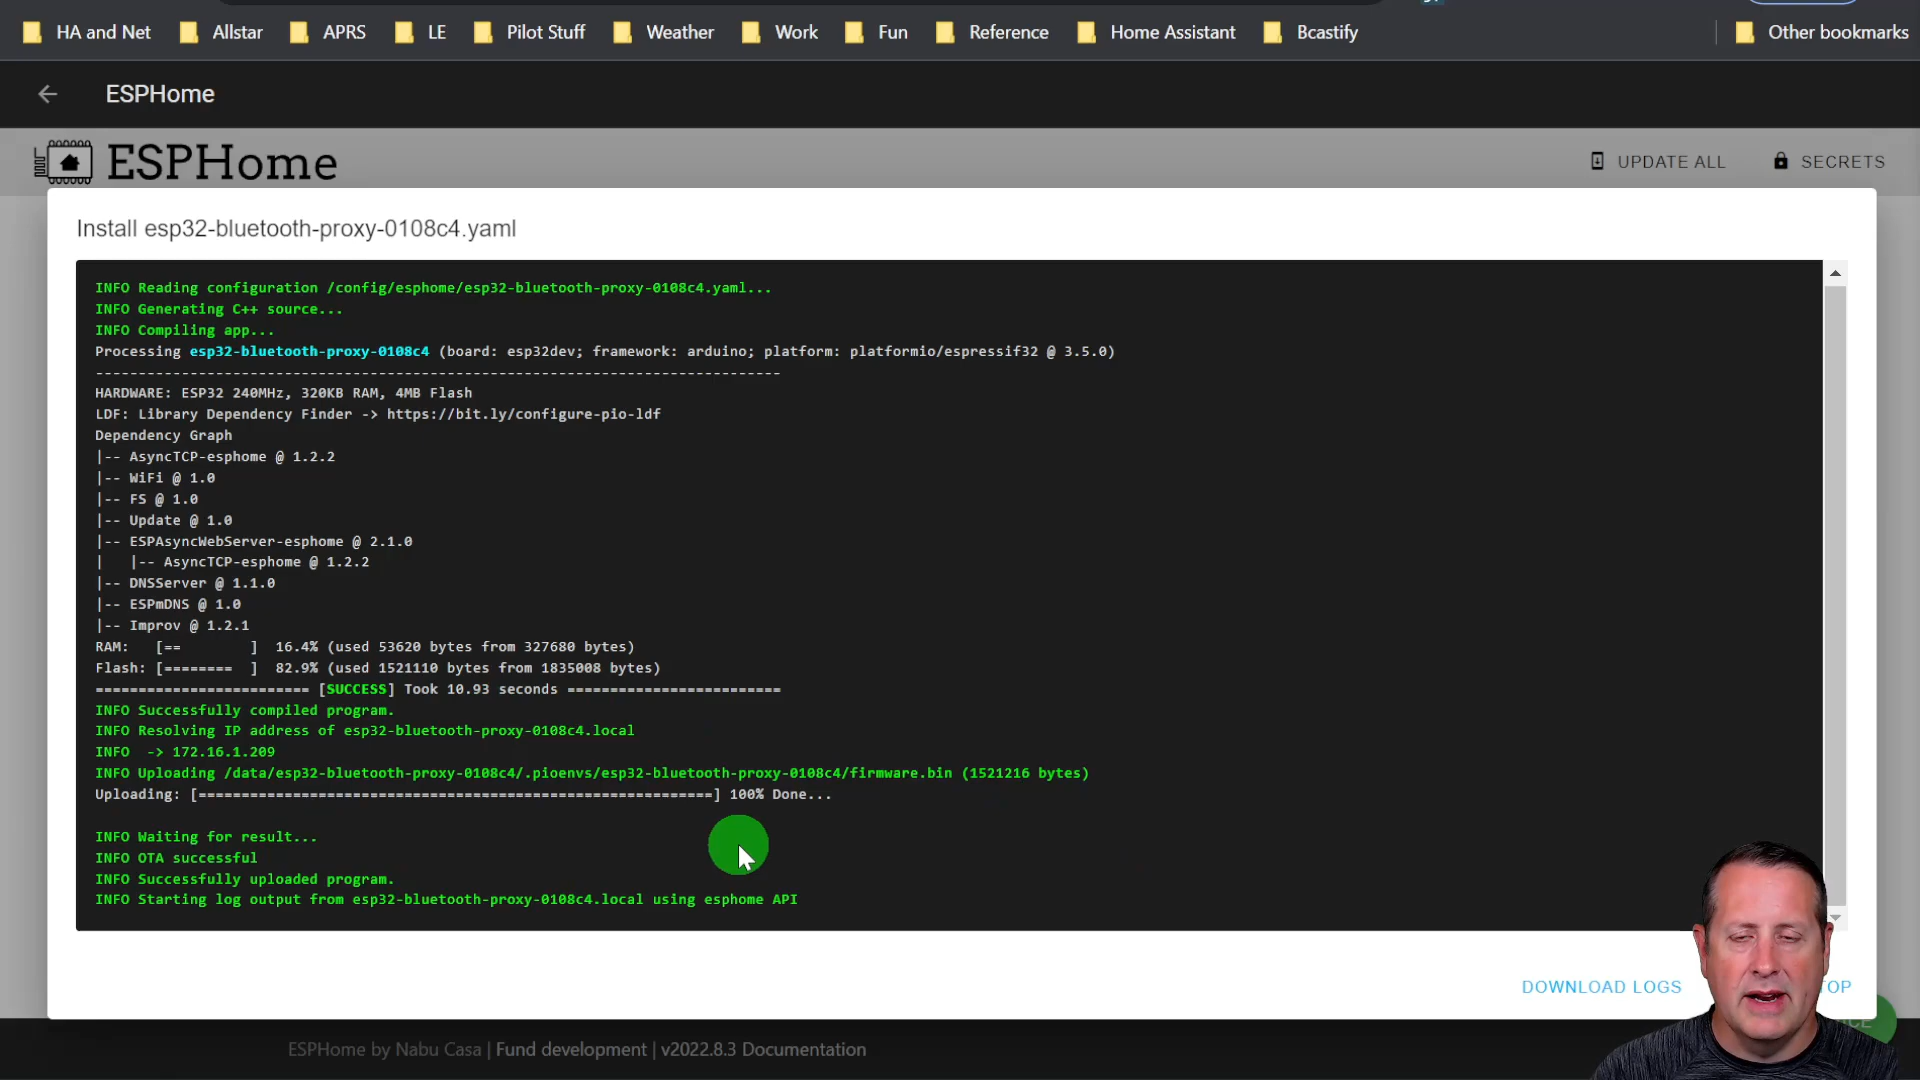 HA and Net Allstar APRS LE Pilot Stuff Weather Work Fun Reference Home Assistant Bcastify Other bookmarks
ESPHome
ESPHome UPDATE ALL SECRETS
Install esp32-bluetooth-proxy-0108c4.yaml
INFO Reading configuration /config/esphome/esp32-bluetooth-proxy-0108c4.yaml...
INFO Generating C++ source...
INFO Compiling app...
Processing esp32-bluetooth-proxy-0108c4 (board: esp32dev; framework: arduino; platform: platformio/espressif32 @ 3.5.0)
--------------------------------------------------------------------------------
HARDWARE: ESP32 240MHz, 320KB RAM, 4MB Flash
LDF: Library Dependency Finder -> https://bit.ly/configure-pio-ldf
Dependency Graph
|-- AsyncTCP-esphome @ 1.2.2
|-- WiFi @ 1.0
|-- FS @ 1.0
|-- Update @ 1.0
|-- ESPAsyncWebServer-esphome @ 2.1.0
|   |-- AsyncTCP-esphome @ 1.2.2
|-- DNSServer @ 1.1.0
|-- ESPmDNS @ 1.0
|-- Improv @ 1.2.1
RAM:   [==        ]  16.4% (used 53620 bytes from 327680 bytes)
Flash: [========  ]  82.9% (used 1521110 bytes from 1835008 bytes)
========================= [SUCCESS] Took 10.93 seconds =========================
INFO Successfully compiled program.
INFO Resolving IP address of esp32-bluetooth-proxy-0108c4.local
INFO  -> 172.16.1.209
INFO Uploading /data/esp32-bluetooth-proxy-0108c4/.pioenvs/esp32-bluetooth-proxy-0108c4/firmware.bin (1521216 bytes)
Uploading: [============================================================] 100% Done...
INFO Waiting for result...
INFO OTA successful
INFO Successfully uploaded program.
INFO Starting log output from esp32-bluetooth-proxy-0108c4.local using esphome API
DOWNLOAD LOGS TOP
ESPHome by Nabu Casa | Fund development | v2022.8.3 Documentation